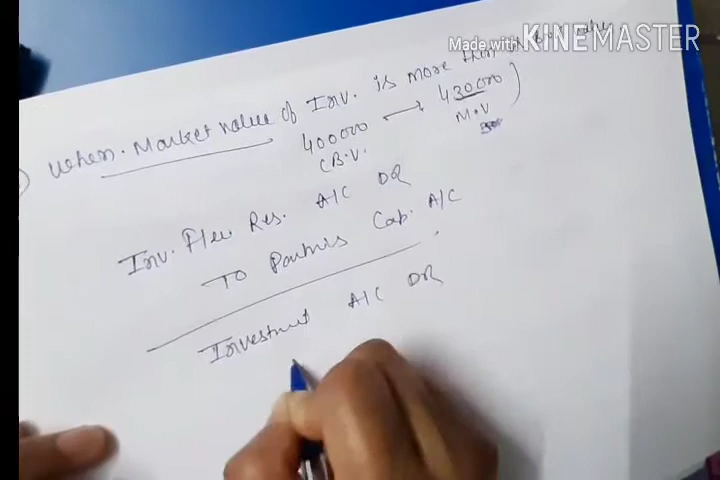 Made with KINEMASTER
) When. Market value of Inv. is more than
400000 ⟷ 430000 )
(B.V. M.V
Inv. Flu. Res. A/C DR
To Partners Cap. A/C
Investment A/C DR